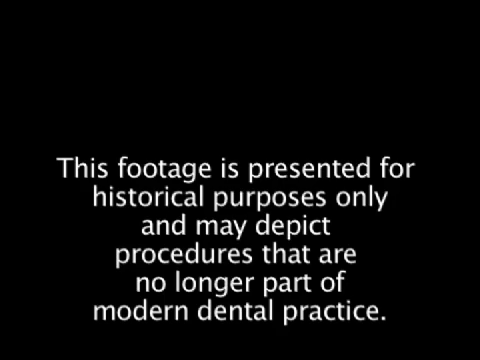 This footage is presented for
historical purposes only
and may depict
procedures that are
no longer part of
modern dental practice.